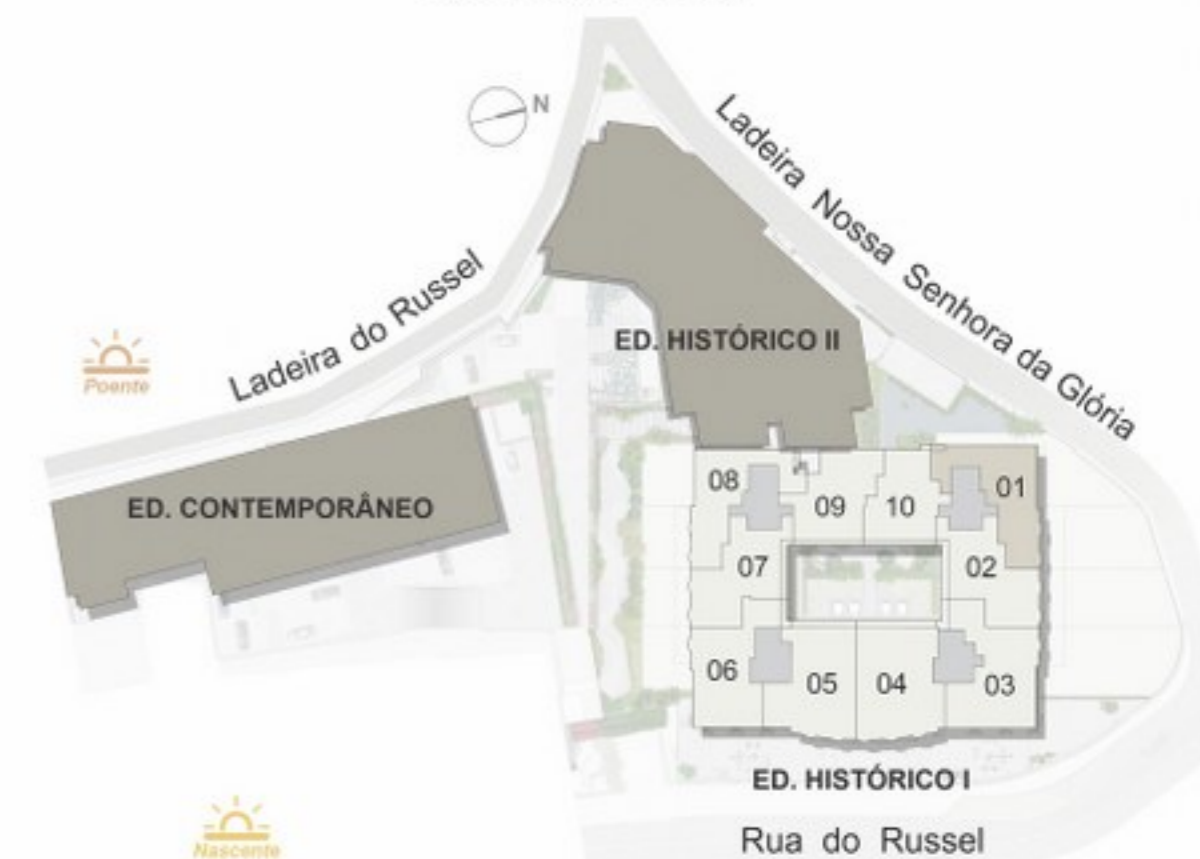 N
Ladeira Nossa Senhora da Glória
Ladeira do Russel
Poente
ED. HISTÓRICO II
ED. CONTEMPORÂNEO
08
09
10
01
07
02
06
05
04
03
ED. HISTÓRICO I
Rua do Russel
Nascente